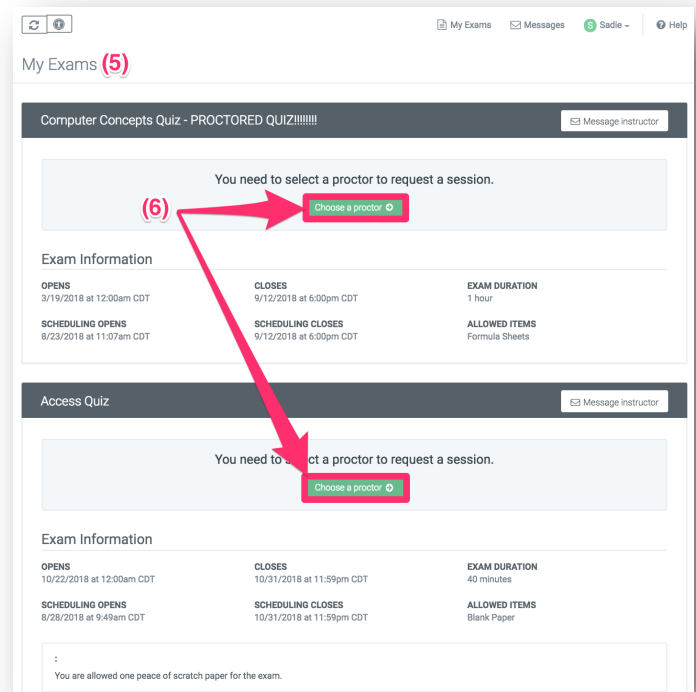 My Exams Messages S Sadie Help
My Exams (5)
Computer Concepts Quiz - PROCTORED QUIZ!!!!!!!! Message instructor
You need to select a proctor to request a session.
(6) Choose a proctor
Exam Information
OPENS CLOSES EXAM DURATION
3/19/2018 at 12:00am CDT 9/12/2018 at 6:00pm CDT 1 hour
SCHEDULING OPENS SCHEDULING CLOSES ALLOWED ITEMS
8/23/2018 at 11:07am CDT 9/12/2018 at 6:00pm CDT Formula Sheets
Access Quiz Message instructor
You need to select a proctor to request a session.
Choose a proctor
Exam Information
OPENS CLOSES EXAM DURATION
10/22/2018 at 12:00am CDT 10/31/2018 at 11:59pm CDT 40 minutes
SCHEDULING OPENS SCHEDULING CLOSES ALLOWED ITEMS
8/28/2018 at 9:49am CDT 10/31/2018 at 11:59pm CDT Blank Paper
:
You are allowed one peace of scratch paper for the exam.